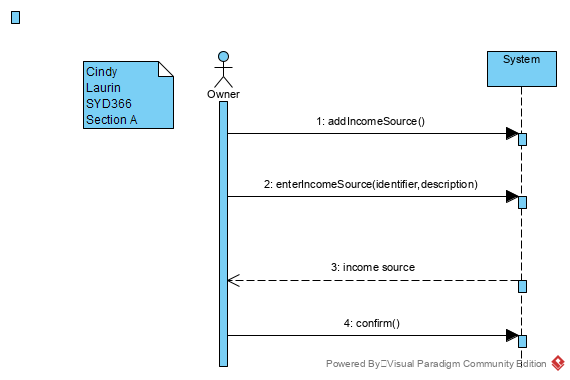 System
Cindy
Laurin
SYD366
Section A
Owner
1: addIncomeSource()
2: enterIncomeSource(identifier,description)
3: income source
4: confirm()
Powered By Visual Paradigm Community Edition